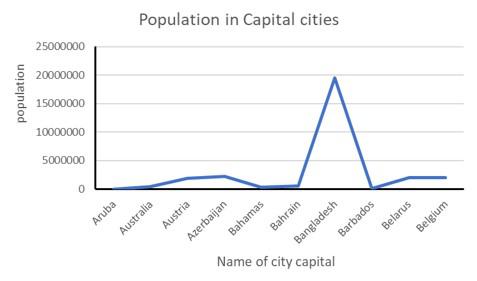 Population in Capital cities
population
25000000
20000000
15000000
10000000
5000000
0
Aruba
Australia
Austria
Azerbaijan
Bahamas
Bahrain
Bangladesh
Barbados
Belarus
Belgium
Name of city capital